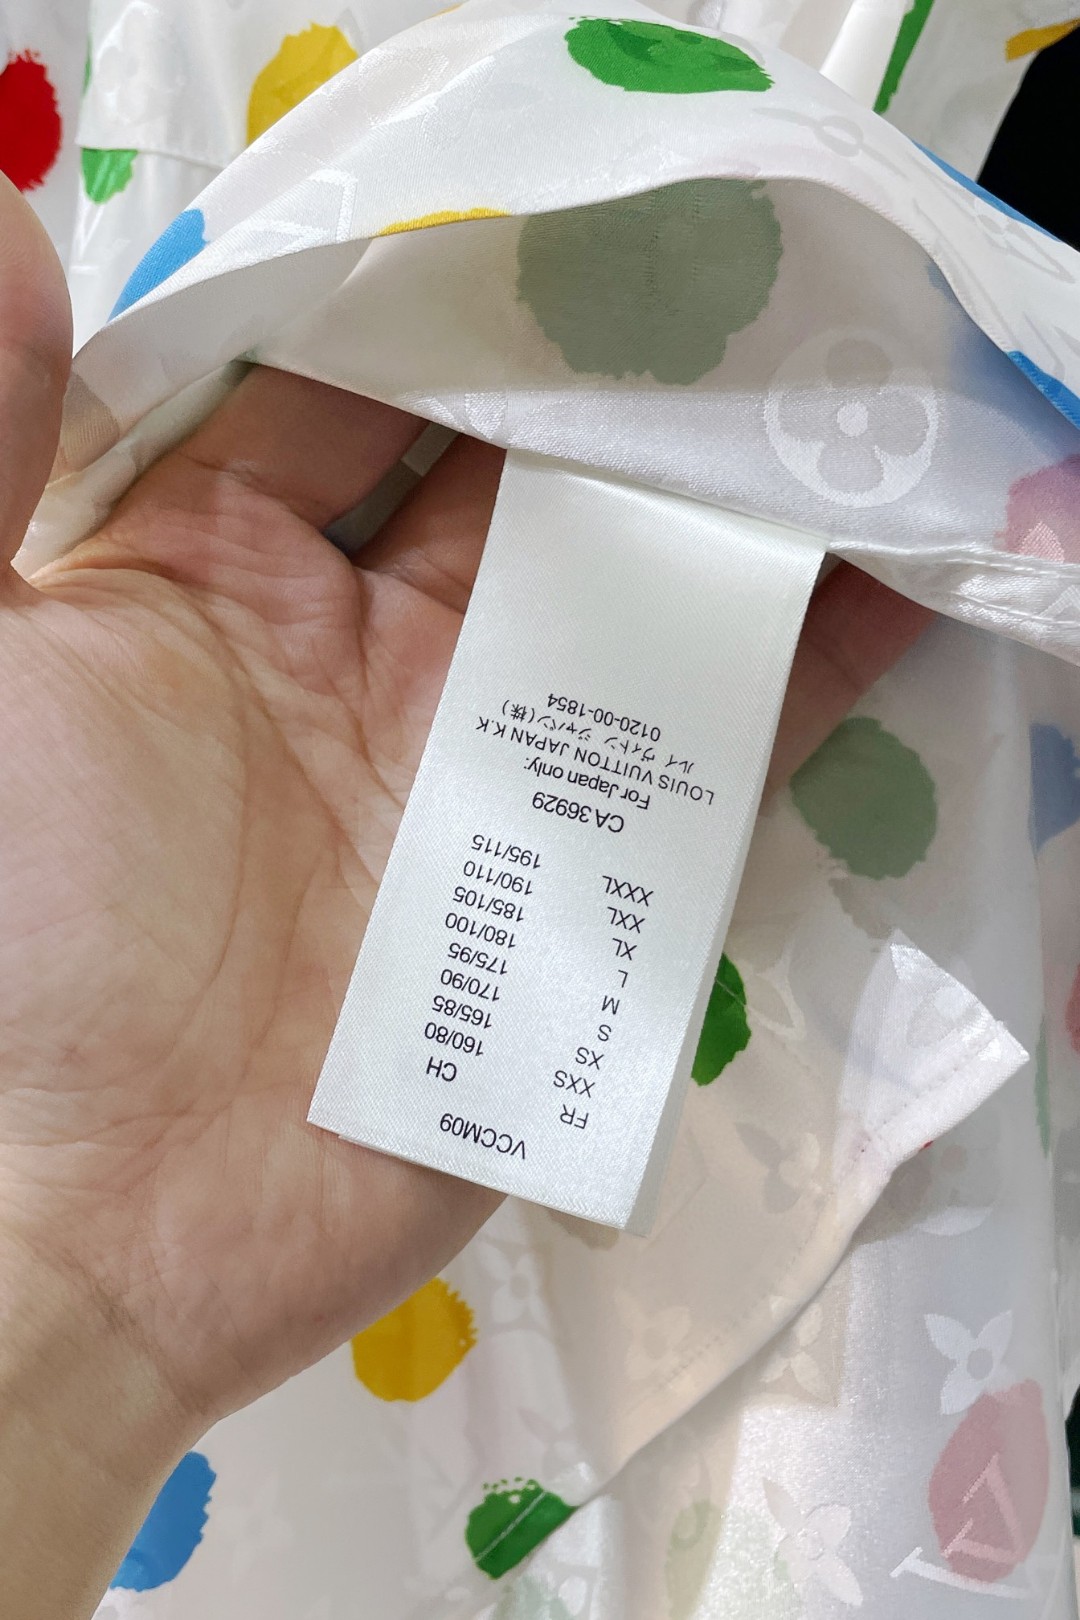 VCCM09
FR CH
XXS 160/80
XS 165/85
S 170/90
M 175/95
L 180/100
XL 185/105
XXL 190/110
XXXL 195/115
CA 36929
For Japan only:
LOUIS VUITTON JAPAN K.K
ルイ ヴィトン ジャパン(株)
0120-00-1854